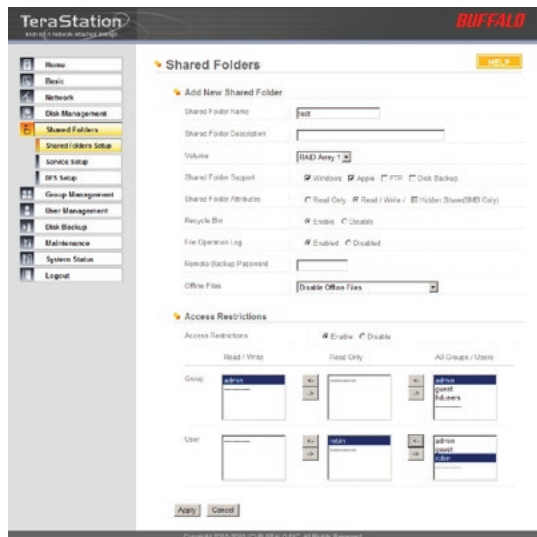 TeraStation
BUFFALO
Home
Basic
Network
Disk Management
Shared Folders
Shared Folders Setup
Service Setup
DFS Setup
Group Management
User Management
Disk Backup
Maintenance
System Status
Logout
Shared Folders
HELP
Add New Shared Folder
Shared Folder Name
test
Shared Folder Description
Volume
RAID Array 1
Shared Folder Support
Windows Apple FTP Disk Backup
Shared Folder Attributes
Read Only Read / Write / Hidden Share(SMB Only)
Recycle Bin
Enable Disable
File Operation Log
Enabled Disabled
Remote Backup Password
Offline Files
Disable Offline Files
Access Restrictions
Access Restrictions
Enable Disable
Read / Write Read Only All Groups / Users
Group
admin
admin
guest
hdusers
User
robin
admin
guest
robin
Apply Cancel